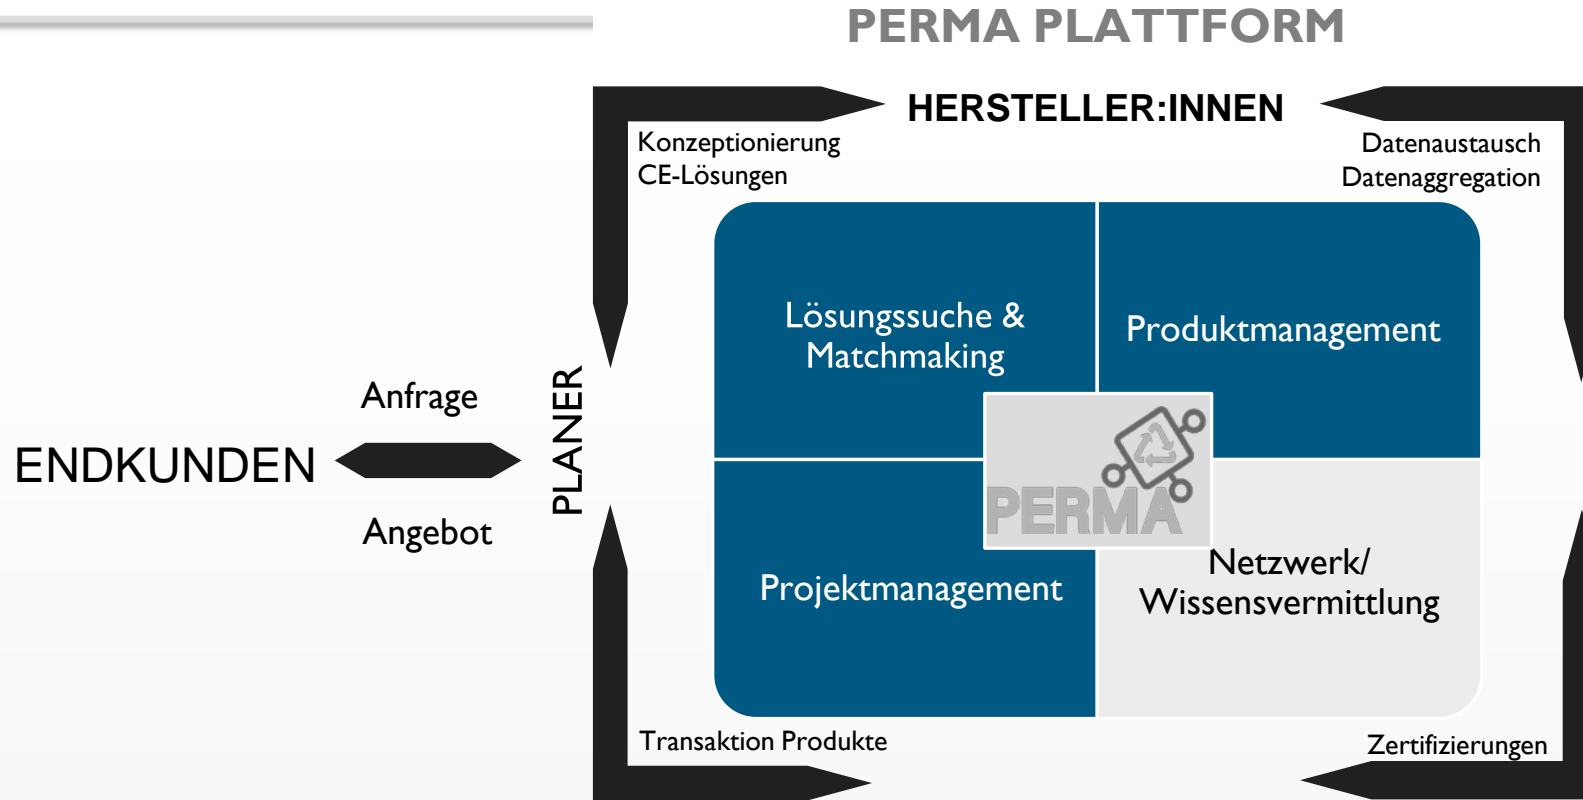 PERMA PLATTFORM
HERSTELLER:INNEN
Konzeptionierung
CE-Lösungen
Datenaustausch
Datenaggregation
Lösungssuche &
Matchmaking
Produktmanagement
Anfrage
ENDKUNDEN
Angebot
PLANER
PERMA
Projektmanagement
Netzwerk/
Wissensvermittlung
Transaktion Produkte
Zertifizierungen